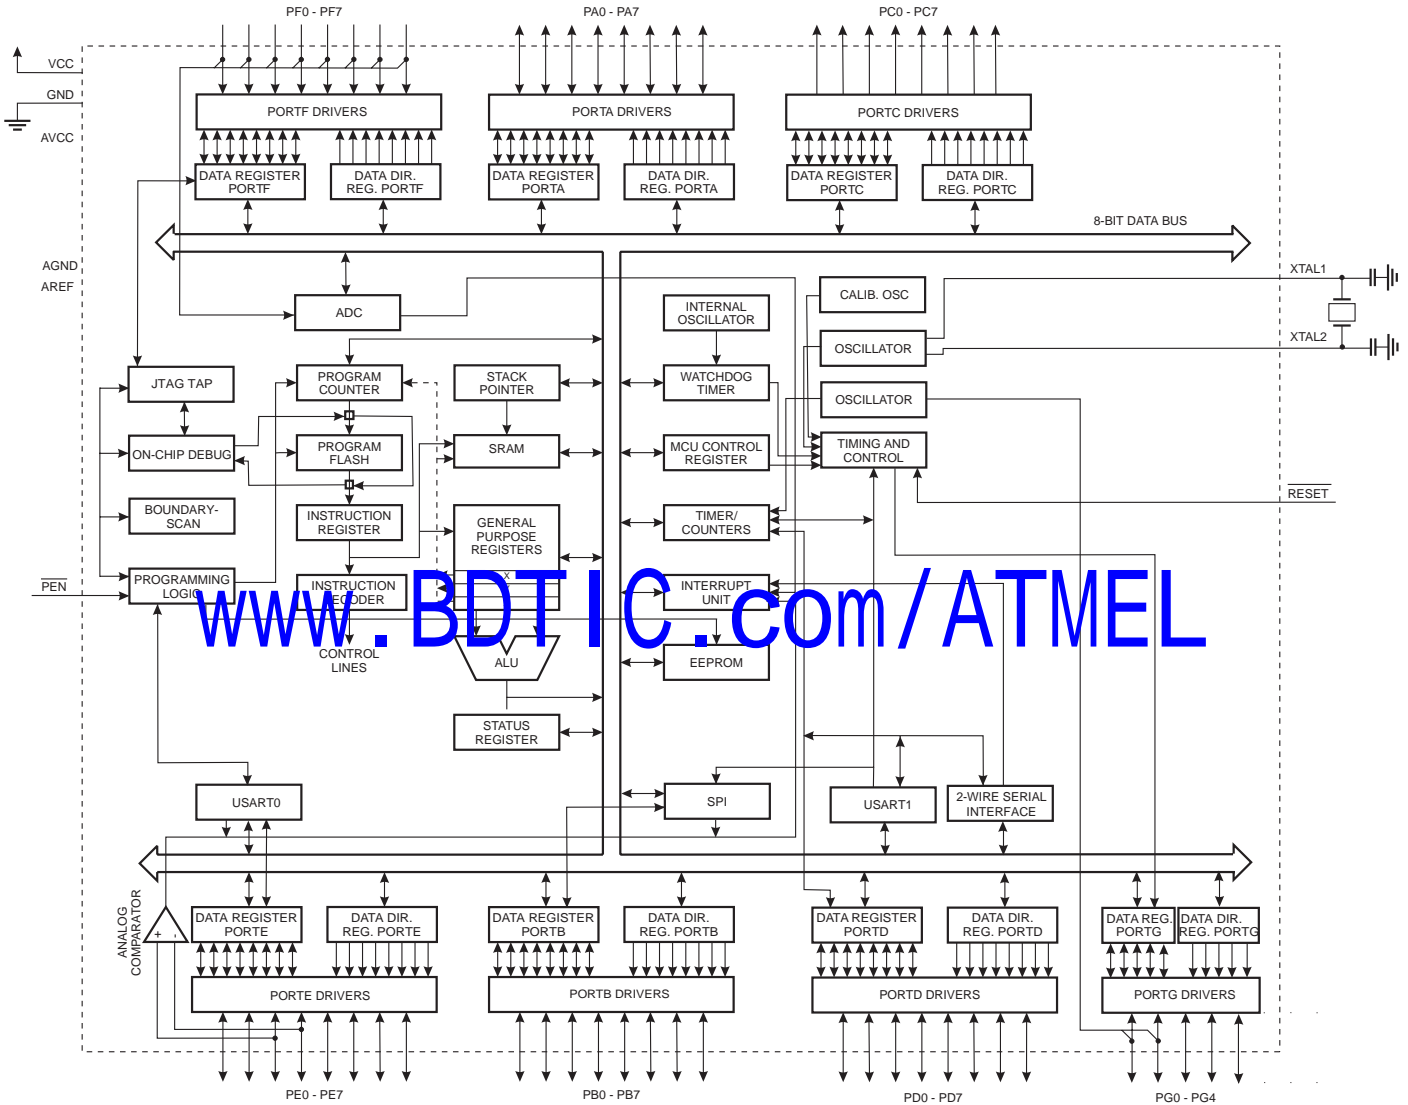 PF0 - PF7
PA0 - PA7
PC0 - PC7
VCC
GND
AVCC
PORTF DRIVERS
PORTA DRIVERS
PORTC DRIVERS
DATA REGISTER
PORTF
DATA DIR.
REG. PORTF
DATA REGISTER
PORTA
DATA DIR.
REG. PORTA
DATA REGISTER
PORTC
DATA DIR.
REG. PORTC
8-BIT DATA BUS
AGND
AREF
XTAL1
XTAL2
ADC
INTERNAL
OSCILLATOR
CALIB. OSC
OSCILLATOR
JTAG TAP
PROGRAM
COUNTER
STACK
POINTER
WATCHDOG
TIMER
OSCILLATOR
ON-CHIP DEBUG
PROGRAM
FLASH
SRAM
MCU CONTROL
REGISTER
TIMING AND
CONTROL
RESET
BOUNDARY-
SCAN
INSTRUCTION
REGISTER
GENERAL
PURPOSE
REGISTERS
X
TIMER/
COUNTERS
PEN
PROGRAMMING
LOGIC
INSTRUCTION
DECODER
INTERRUPT
UNIT
www.BDTIC.com/ATMEL
CONTROL
LINES
ALU
EEPROM
STATUS
REGISTER
USART0
SPI
USART1
2-WIRE SERIAL
INTERFACE
ANALOG
COMPARATOR
+
-
DATA REGISTER
PORTE
DATA DIR.
REG. PORTE
DATA REGISTER
PORTB
DATA DIR.
REG. PORTB
DATA REGISTER
PORTD
DATA DIR.
REG. PORTD
DATA REG.
PORTG
DATA DIR.
REG. PORTG
PORTE DRIVERS
PORTB DRIVERS
PORTD DRIVERS
PORTG DRIVERS
PE0 - PE7
PB0 - PB7
PD0 - PD7
PG0 - PG4